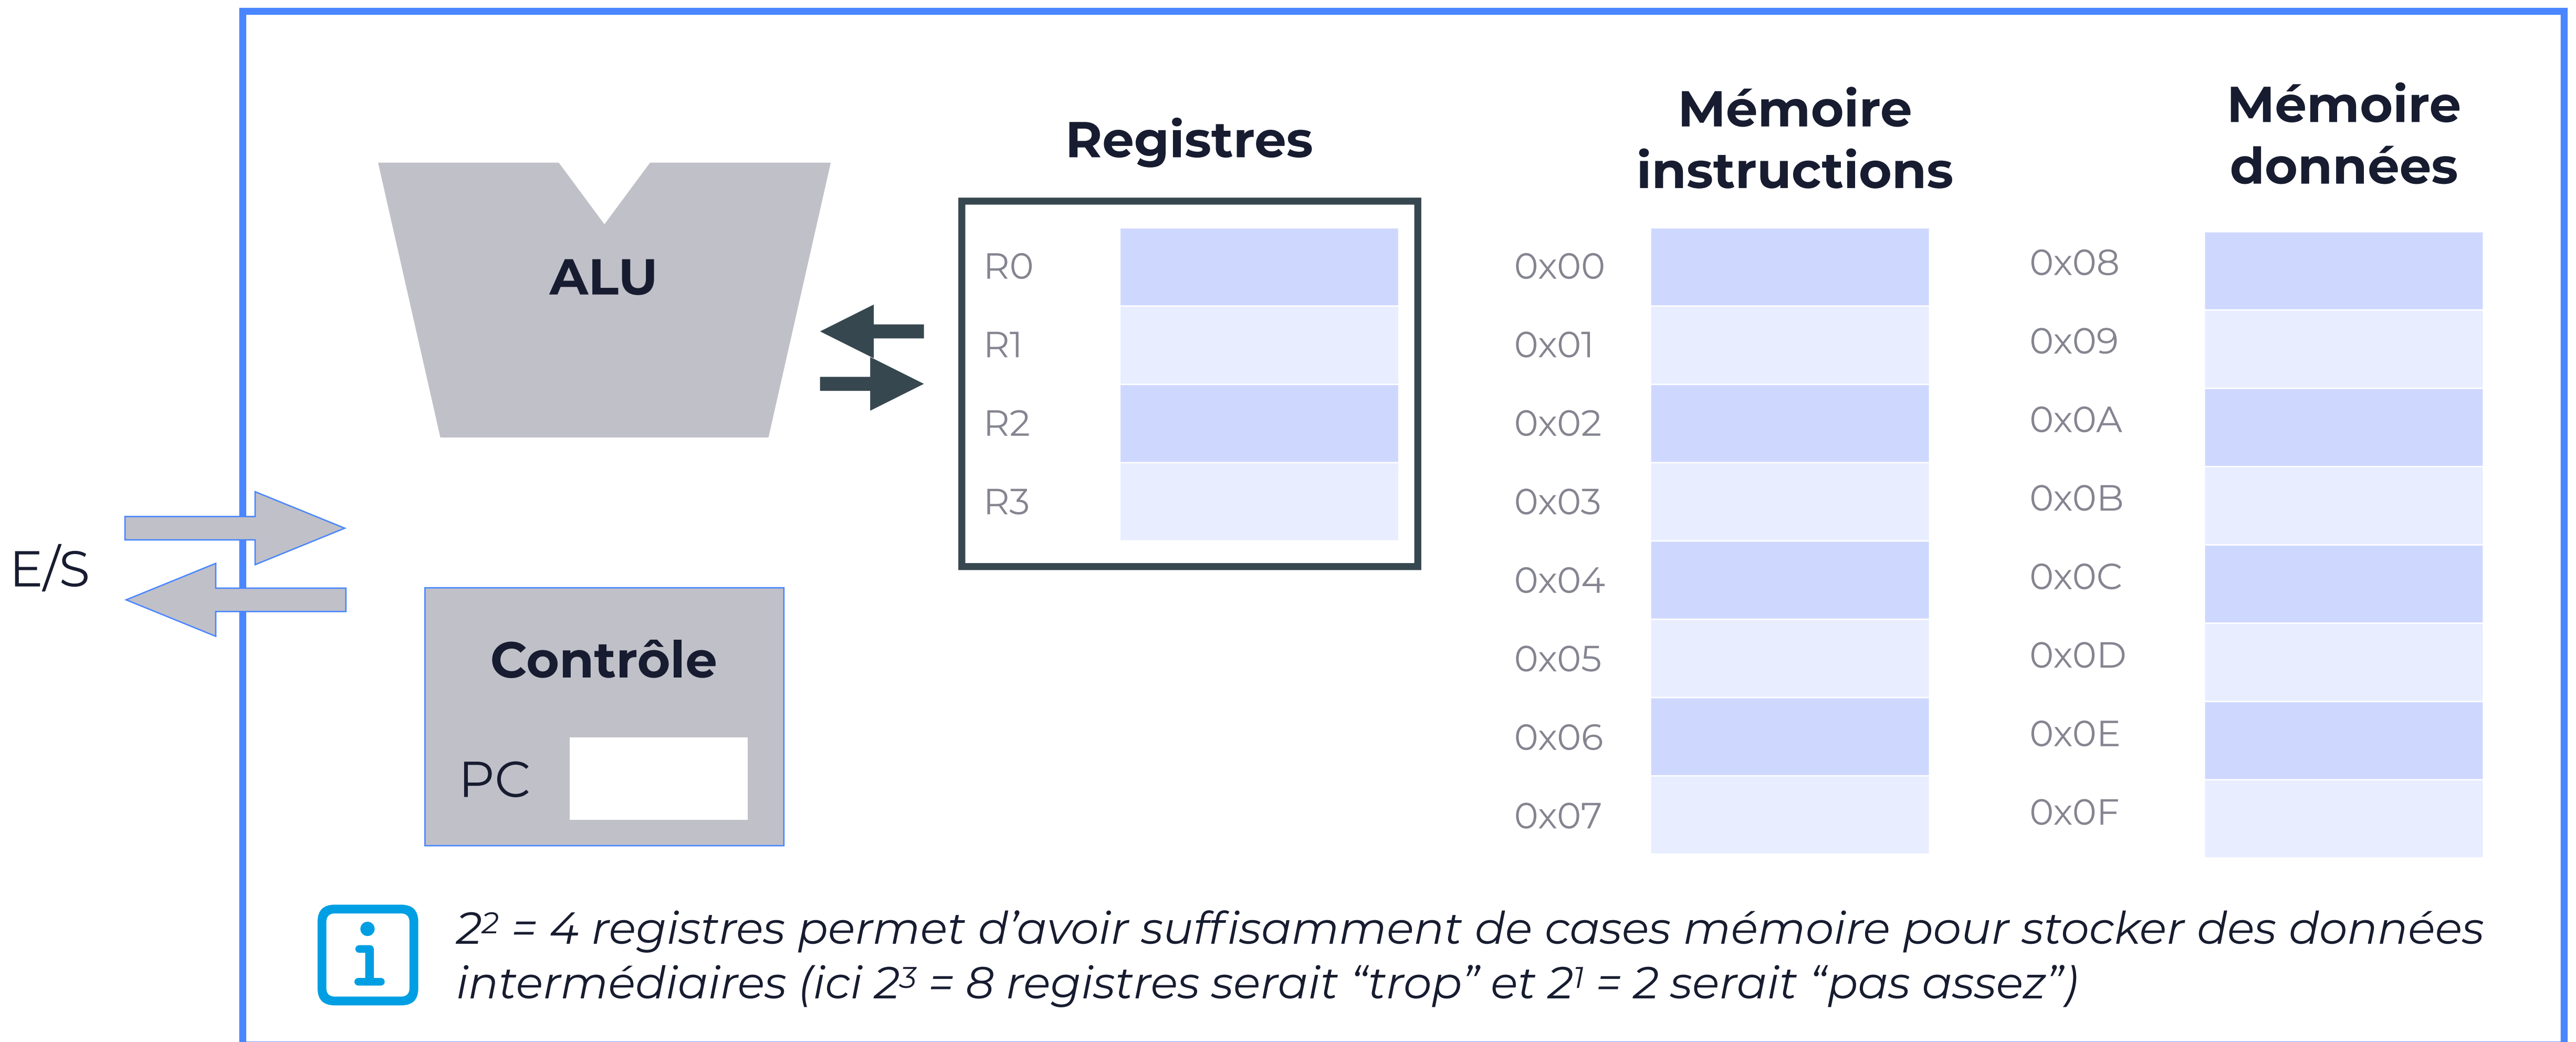 Registres
Mémoire
instructions
Mémoire
données
ALU
R0
R1
R2
R3
0x00
0x01
0x02
0x03
0x04
0x05
0x06
0x07
0x08
0x09
0x0A
0x0B
0x0C
0x0D
0x0E
0x0F
E/S
Contrôle
PC
2² = 4 registres permet d’avoir suffisamment de cases mémoire pour stocker des données
intermédiaires (ici 2³ = 8 registres serait “trop” et 2¹ = 2 serait “pas assez”)